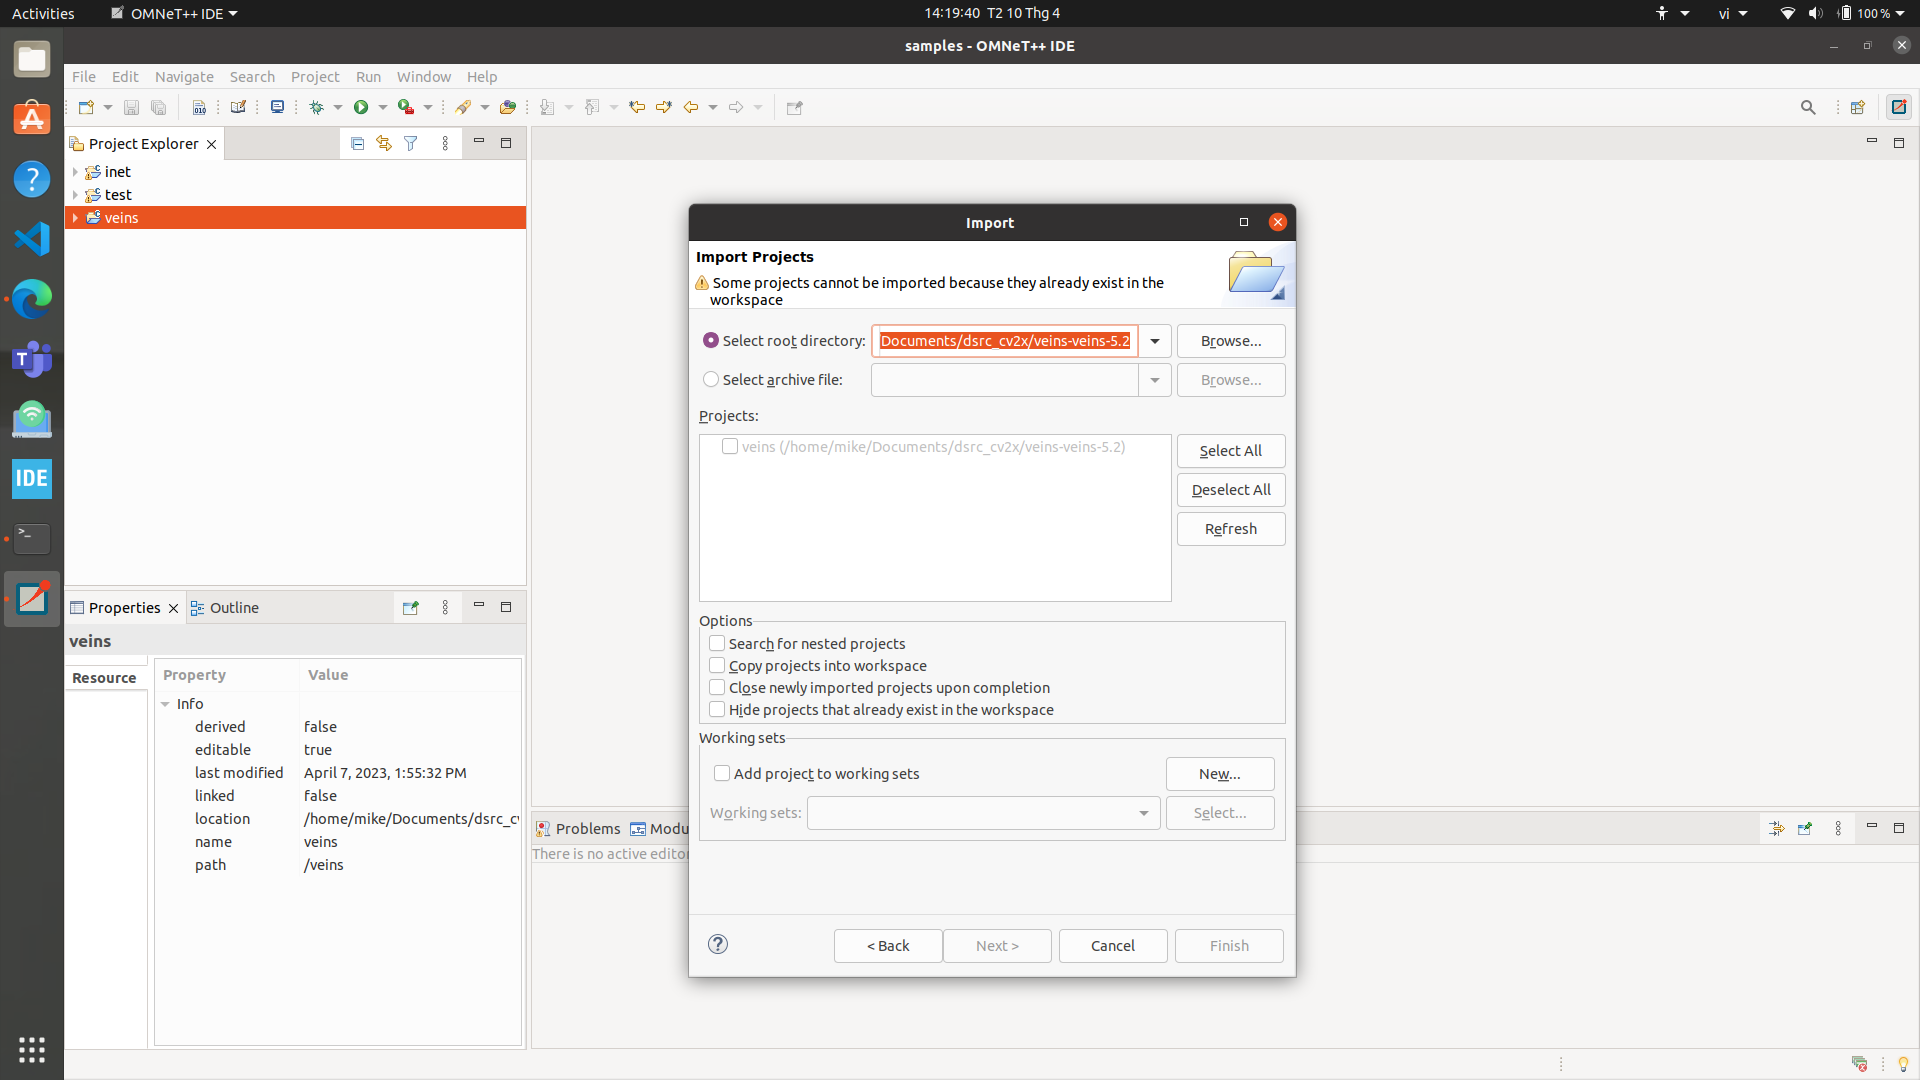 Activities
OMNeT++ IDE
14:19:40 T2 10 Thg 4
vi
100 %
samples - OMNeT++ IDE
File Edit Navigate Search Project Run Window Help
010
Project Explorer
inet
test
veins
IDE
Import
Import Projects
Some projects cannot be imported because they already exist in the
workspace
Select root directory:
Documents/dsrc_cv2x/veins-veins-5.2
Browse...
Select archive file:
Browse...
Projects:
veins (/home/mike/Documents/dsrc_cv2x/veins-veins-5.2)
Select All
Deselect All
Refresh
Options
Search for nested projects
Copy projects into workspace
Close newly imported projects upon completion
Hide projects that already exist in the workspace
Working sets
Add project to working sets
New...
Working sets:
Select...
< Back
Next >
Cancel
Finish
Properties
Outline
veins
Resource
Property Value
Info
derived false
editable true
last modified April 7, 2023, 1:55:32 PM
linked false
location /home/mike/Documents/dsrc_cv
name veins
path /veins
Problems
Modu
There is no active editor